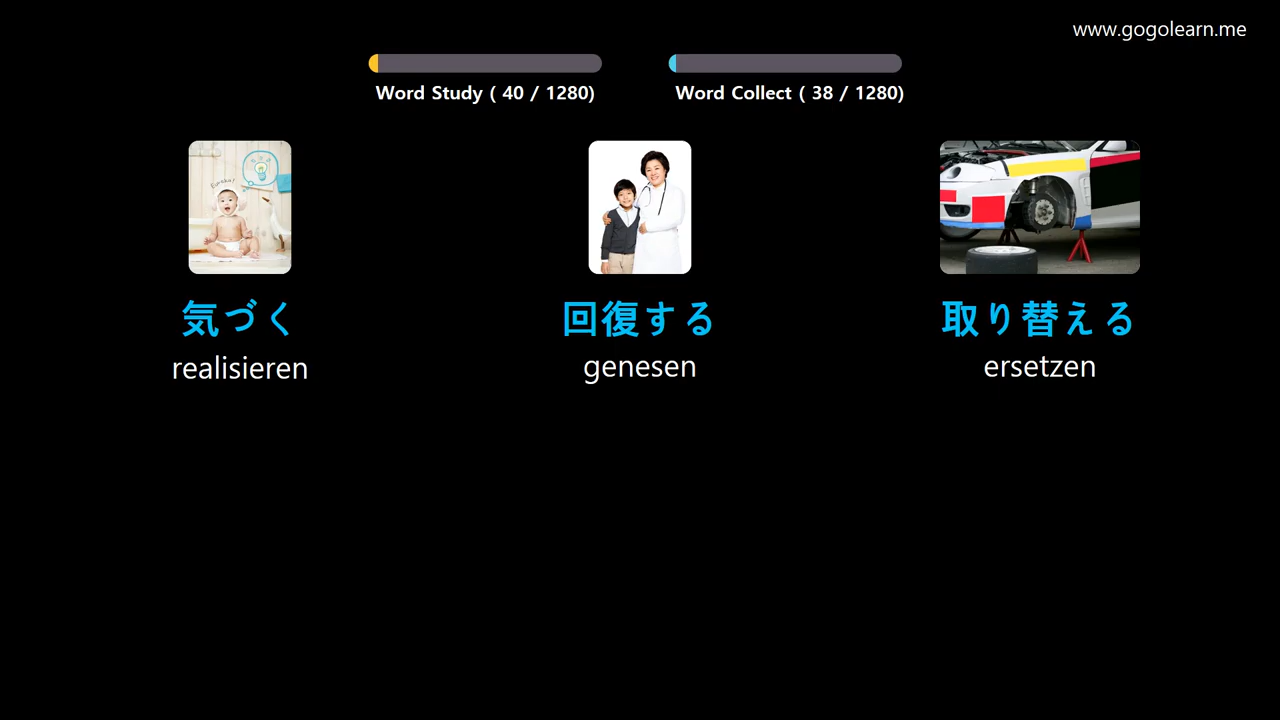 www.gogolearn.me
Word Study ( 40 / 1280)
Word Collect ( 38 / 1280)
Eureka!
気づく
回復する
取り替える
realisieren
genesen
ersetzen